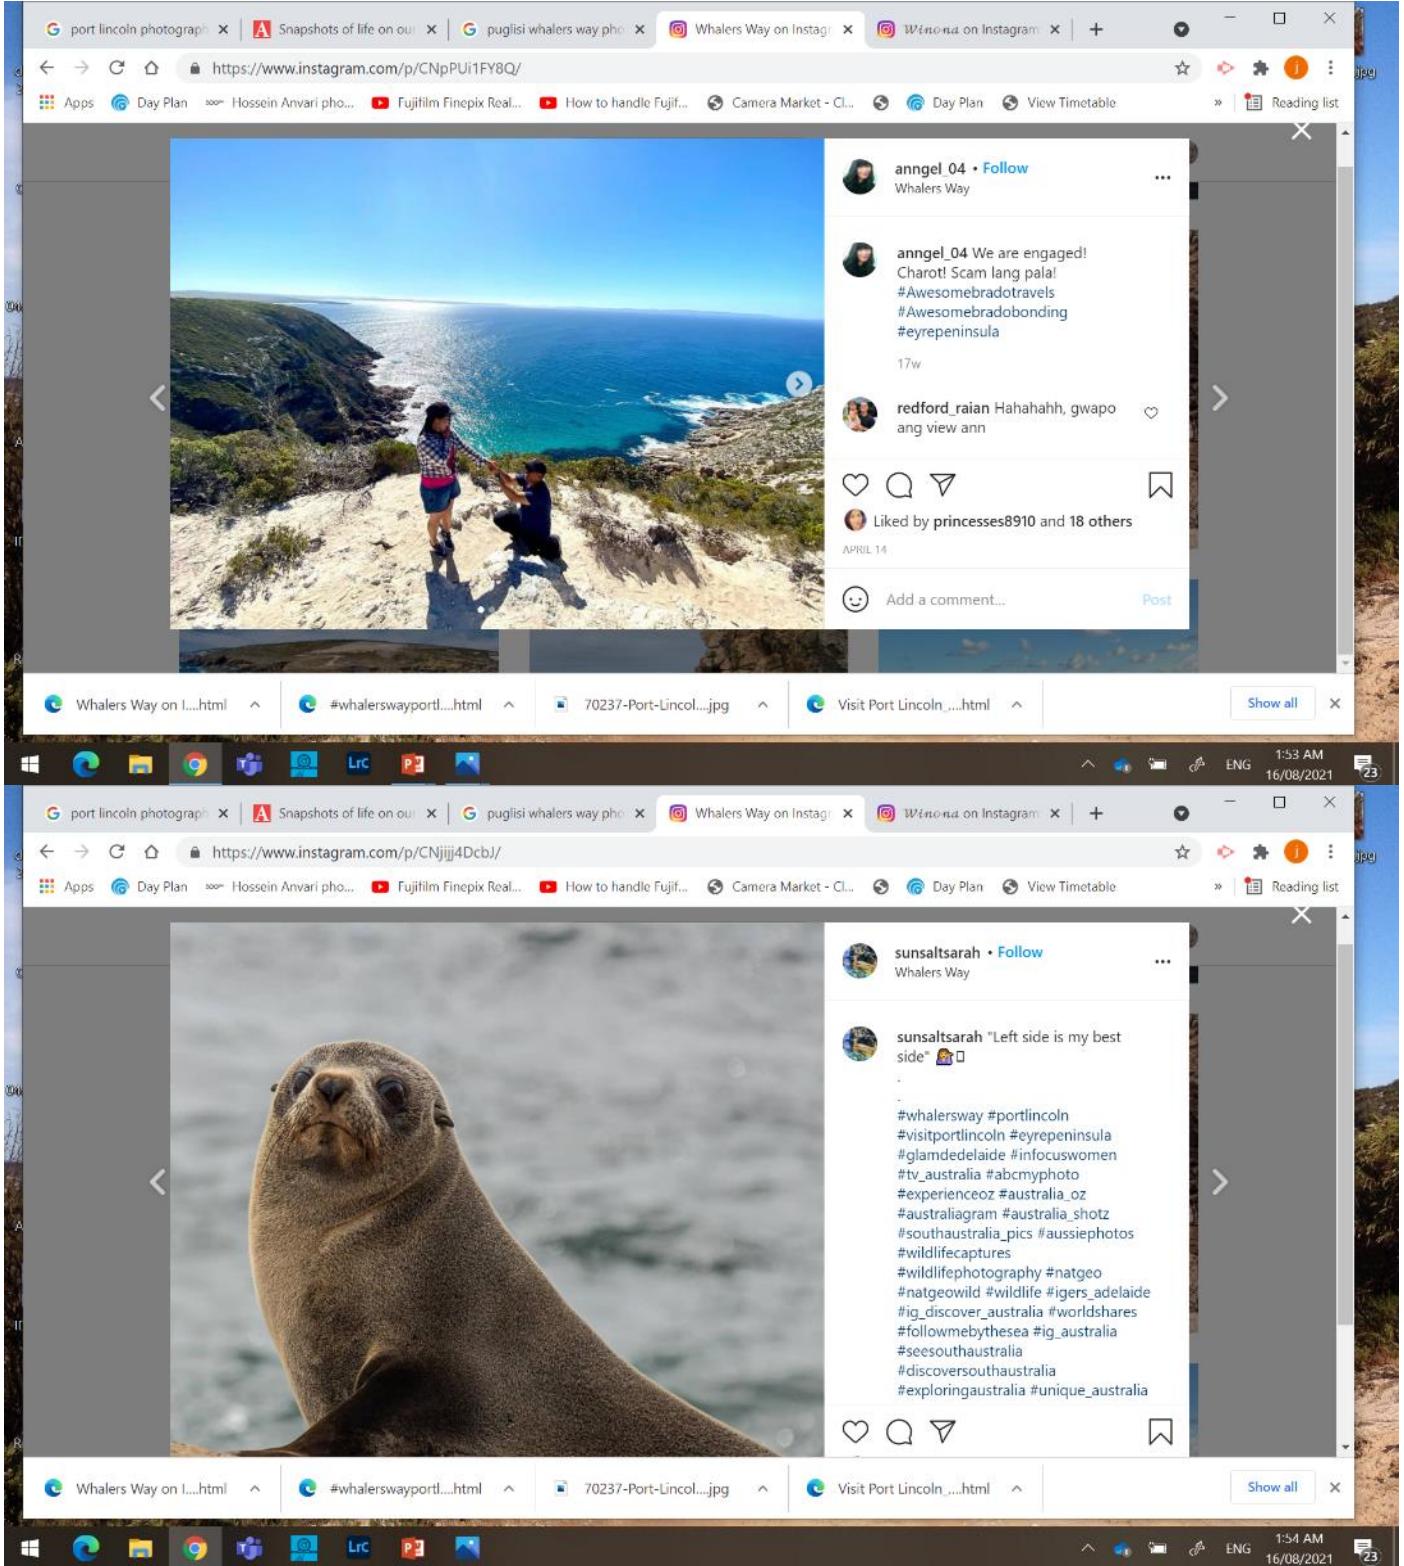 port lincoln photograph
Snapshots of life on ou
puglisi whalers way pho
Whalers Way on Instagr
Winona on Instagram
https://www.instagram.com/p/CNpPUi1FY8Q/
Apps
Day Plan
Hossein Anvari pho...
Fujifilm Finepix Real...
How to handle Fujif...
Camera Market - Cl...
Day Plan
View Timetable
»
Reading list
anngel_04 • Follow
Whalers Way
anngel_04 We are engaged!
Charot! Scam lang pala!
#Awesomebradotravels
#Awesomebradobonding
#eyrepeninsula
17w
redford_raian Hahahahh, gwapo
ang view ann
Liked by princesses8910 and 18 others
APRIL 14
Add a comment...
Post
Whalers Way on I....html
#whalerswayportl....html
70237-Port-Lincol....jpg
Visit Port Lincoln_....html
Show all
LrC
ENG
1:53 AM
16/08/2021
23
port lincoln photograph
Snapshots of life on ou
puglisi whalers way pho
Whalers Way on Instagr
Winona on Instagram
https://www.instagram.com/p/CNjijj4DcbJ/
Apps
Day Plan
Hossein Anvari pho...
Fujifilm Finepix Real...
How to handle Fujif...
Camera Market - Cl...
Day Plan
View Timetable
»
Reading list
sunsaltsarah • Follow
Whalers Way
sunsaltsarah "Left side is my best
side"
.
.
#whalersway #portlincoln
#visitportlincoln #eyrepeninsula
#glamdedelaide #infocuswomen
#tv_australia #abcmyphoto
#experienceoz #australia_oz
#australiagram #australia_shotz
#southaustralia_pics #aussiephotos
#wildlifecaptures
#wildlifephotography #natgeo
#natgeowild #wildlife #igers_adelaide
#ig_discover_australia #worldshares
#followmebythesea #ig_australia
#seesouthaustralia
#discoversouthaustralia
#exploringaustralia #unique_australia
Whalers Way on I....html
#whalerswayportl....html
70237-Port-Lincol....jpg
Visit Port Lincoln_....html
Show all
LrC
ENG
1:54 AM
16/08/2021
23